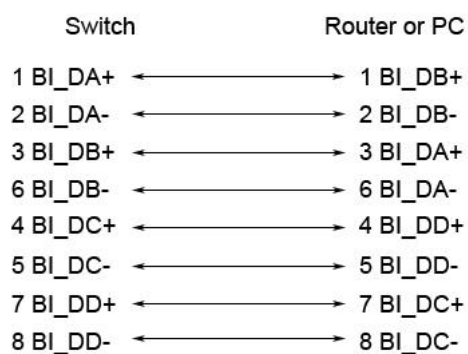 Switch Router or PC
1 BI_DA+ 1 BI_DB+
2 BI_DA- 2 BI_DB-
3 BI_DB+ 3 BI_DA+
6 BI_DB- 6 BI_DA-
4 BI_DC+ 4 BI_DD+
5 BI_DC- 5 BI_DD-
7 BI_DD+ 7 BI_DC+
8 BI_DD- 8 BI_DC-